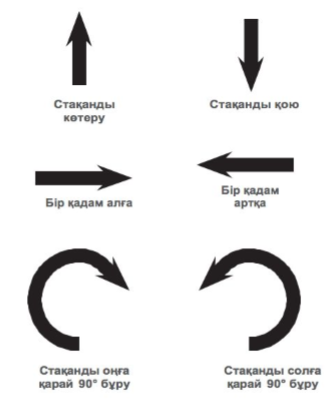 Стақанды
көтеру
Стақанды қою
Бір қадам алға
Бір қадам
артқа
Стақанды оңға
қарай 90° бұру
Стақанды солға
қарай 90° бұру